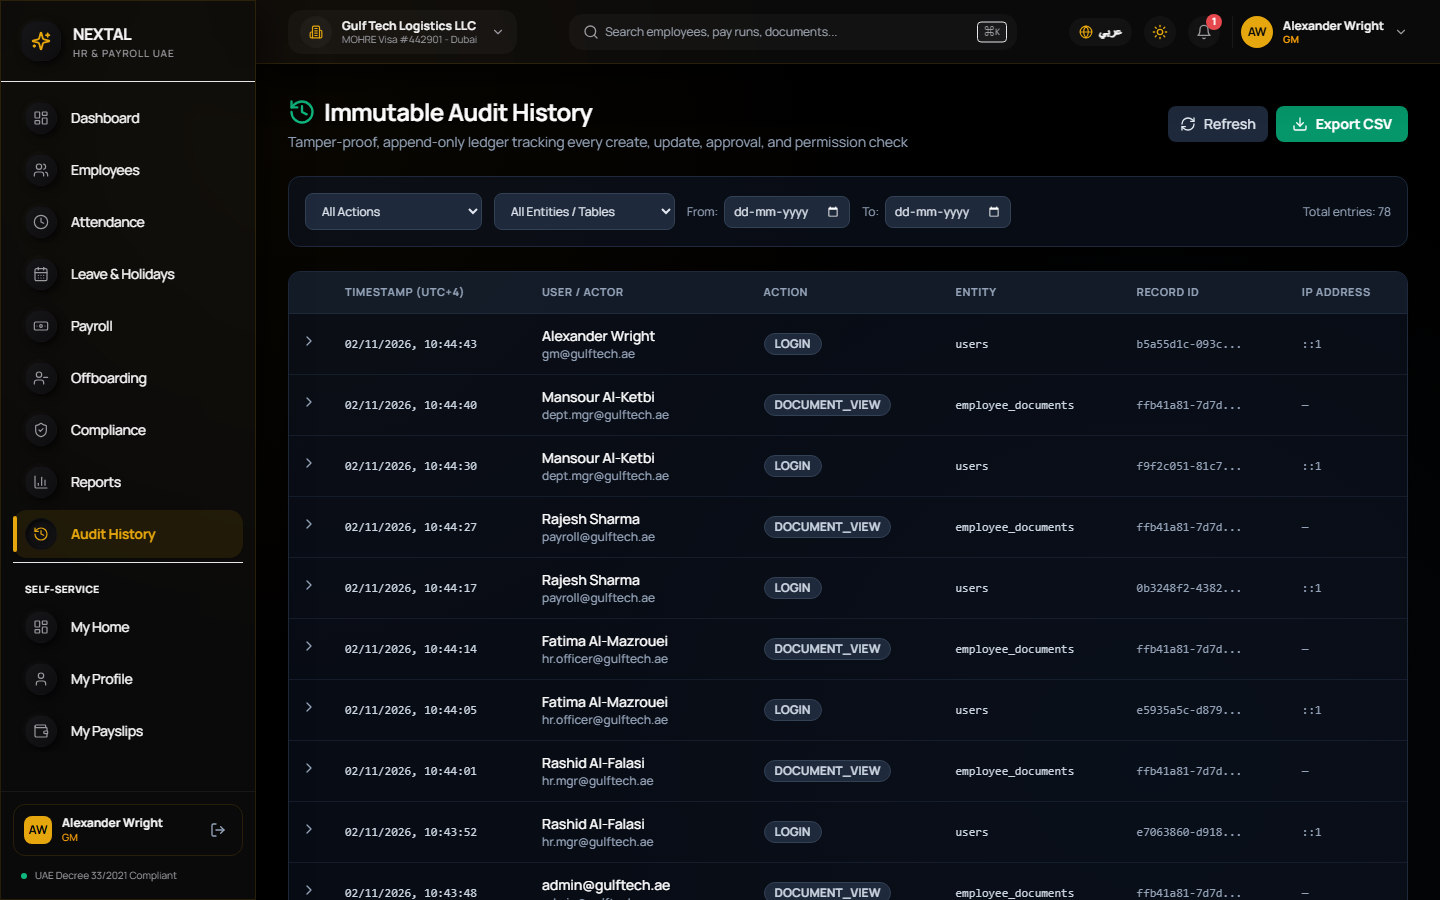 NEXTAL
HR & PAYROLL UAE
Gulf Tech Logistics LLC
MOHRE Visa #442901 - Dubai
Search employees, pay runs, documents...
⌘K
عربي
1
AW
Alexander Wright
GM
Dashboard
Employees
Attendance
Leave & Holidays
Payroll
Offboarding
Compliance
Reports
Audit History
SELF-SERVICE
My Home
My Profile
My Payslips
AW
Alexander Wright
GM
UAE Decree 33/2021 Compliant
Immutable Audit History
Tamper-proof, append-only ledger tracking every create, update, approval, and permission check
Refresh
Export CSV
All Actions
All Entities / Tables
From: dd-mm-yyyy
To: dd-mm-yyyy
Total entries: 78
TIMESTAMP (UTC+4) USER / ACTOR ACTION ENTITY RECORD ID IP ADDRESS
02/11/2026, 10:44:43 Alexander Wright LOGIN users b5a55d1c-093c... ::1
gm@gulftech.ae
02/11/2026, 10:44:40 Mansour Al-Ketbi DOCUMENT_VIEW employee_documents ffb41a81-7d7d... —
dept.mgr@gulftech.ae
02/11/2026, 10:44:30 Mansour Al-Ketbi LOGIN users f9f2c051-81c7... ::1
dept.mgr@gulftech.ae
02/11/2026, 10:44:27 Rajesh Sharma DOCUMENT_VIEW employee_documents ffb41a81-7d7d... —
payroll@gulftech.ae
02/11/2026, 10:44:17 Rajesh Sharma LOGIN users 0b3248f2-4382... ::1
payroll@gulftech.ae
02/11/2026, 10:44:14 Fatima Al-Mazrouei DOCUMENT_VIEW employee_documents ffb41a81-7d7d... —
hr.officer@gulftech.ae
02/11/2026, 10:44:05 Fatima Al-Mazrouei LOGIN users e5935a5c-d879... ::1
hr.officer@gulftech.ae
02/11/2026, 10:44:01 Rashid Al-Falasi DOCUMENT_VIEW employee_documents ffb41a81-7d7d... —
hr.mgr@gulftech.ae
02/11/2026, 10:43:52 Rashid Al-Falasi LOGIN users e7063860-d918... ::1
hr.mgr@gulftech.ae
02/11/2026, 10:43:48 admin@gulftech.ae DOCUMENT_VIEW employee_documents ffb41a81-7d7d... —